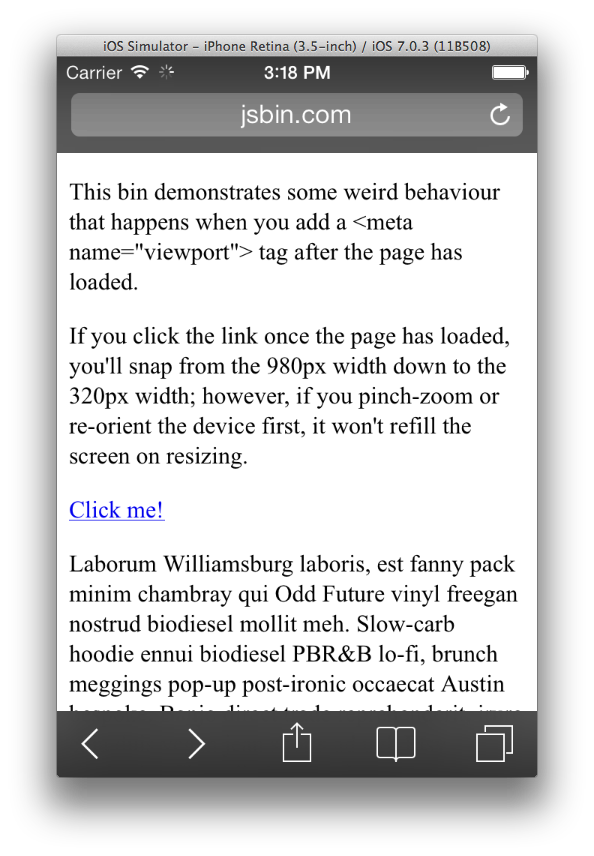 iOS Simulator - iPhone Retina (3.5-inch) / iOS 7.0.3 (11B508)
Carrier 3:18 PM
jsbin.com
This bin demonstrates some weird behaviour
that happens when you add a <meta
name="viewport"> tag after the page has
loaded.
If you click the link once the page has loaded,
you'll snap from the 980px width down to the
320px width; however, if you pinch-zoom or
re-orient the device first, it won't refill the
screen on resizing.
Click me!
Laborum Williamsburg laboris, est fanny pack
minim chambray qui Odd Future vinyl freegan
nostrud biodiesel mollit meh. Slow-carb
hoodie ennui biodiesel PBR&B lo-fi, brunch
meggings pop-up post-ironic occaecat Austin